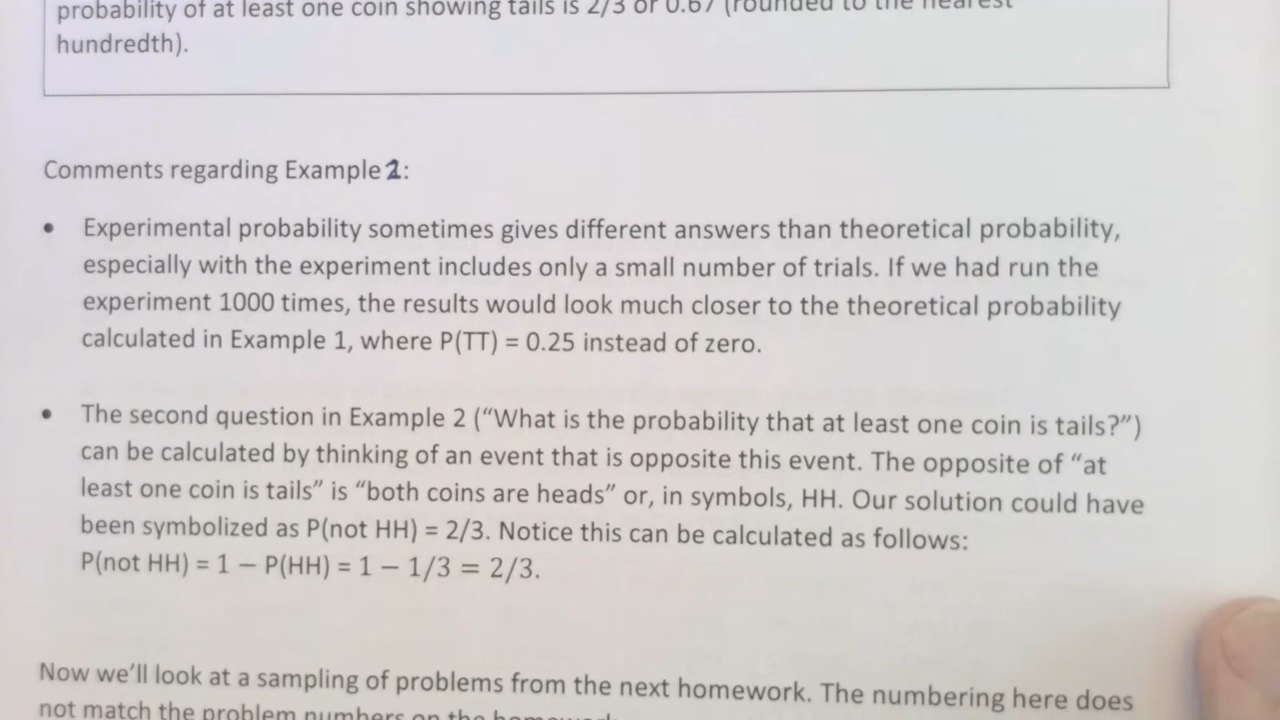 probability of at least one coin showing tails is 2/3 or 0.67 (rounded to the nearest
hundredth).
Comments regarding Example 2:
• Experimental probability sometimes gives different answers than theoretical probability,
especially with the experiment includes only a small number of trials. If we had run the
experiment 1000 times, the results would look much closer to the theoretical probability
calculated in Example 1, where P(TT) = 0.25 instead of zero.
• The second question in Example 2 (“What is the probability that at least one coin is tails?”)
can be calculated by thinking of an event that is opposite this event. The opposite of “at
least one coin is tails” is “both coins are heads” or, in symbols, HH. Our solution could have
been symbolized as P(not HH) = 2/3. Notice this can be calculated as follows:
P(not HH) = 1 – P(HH) = 1 – 1/3 = 2/3.
Now we’ll look at a sampling of problems from the next homework. The numbering here does
not match the problem numbers on the homework.